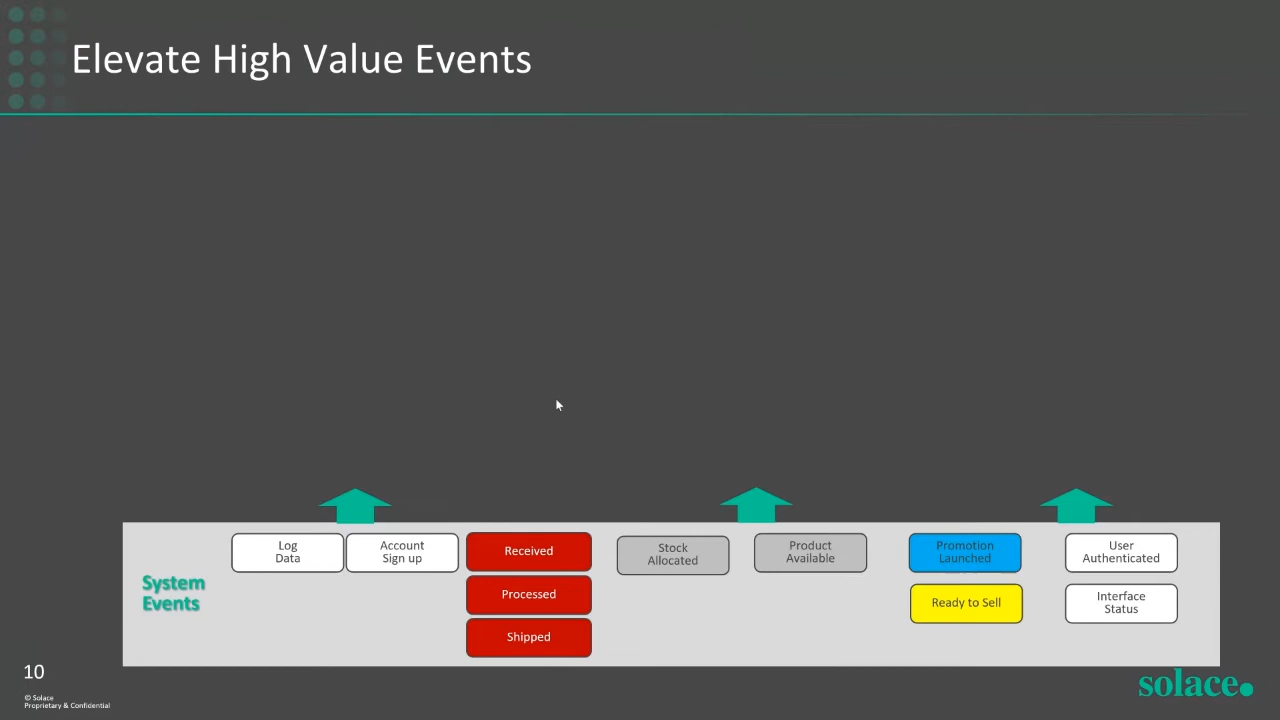 Elevate High Value Events
Log
Data
Account
Sign up
Received
Processed
Shipped
Stock
Allocated
Product
Available
Promotion
Launched
Ready to Sell
User
Authenticated
Interface
Status
System
Events
10
© Solace
Proprietary & Confidential
solace.